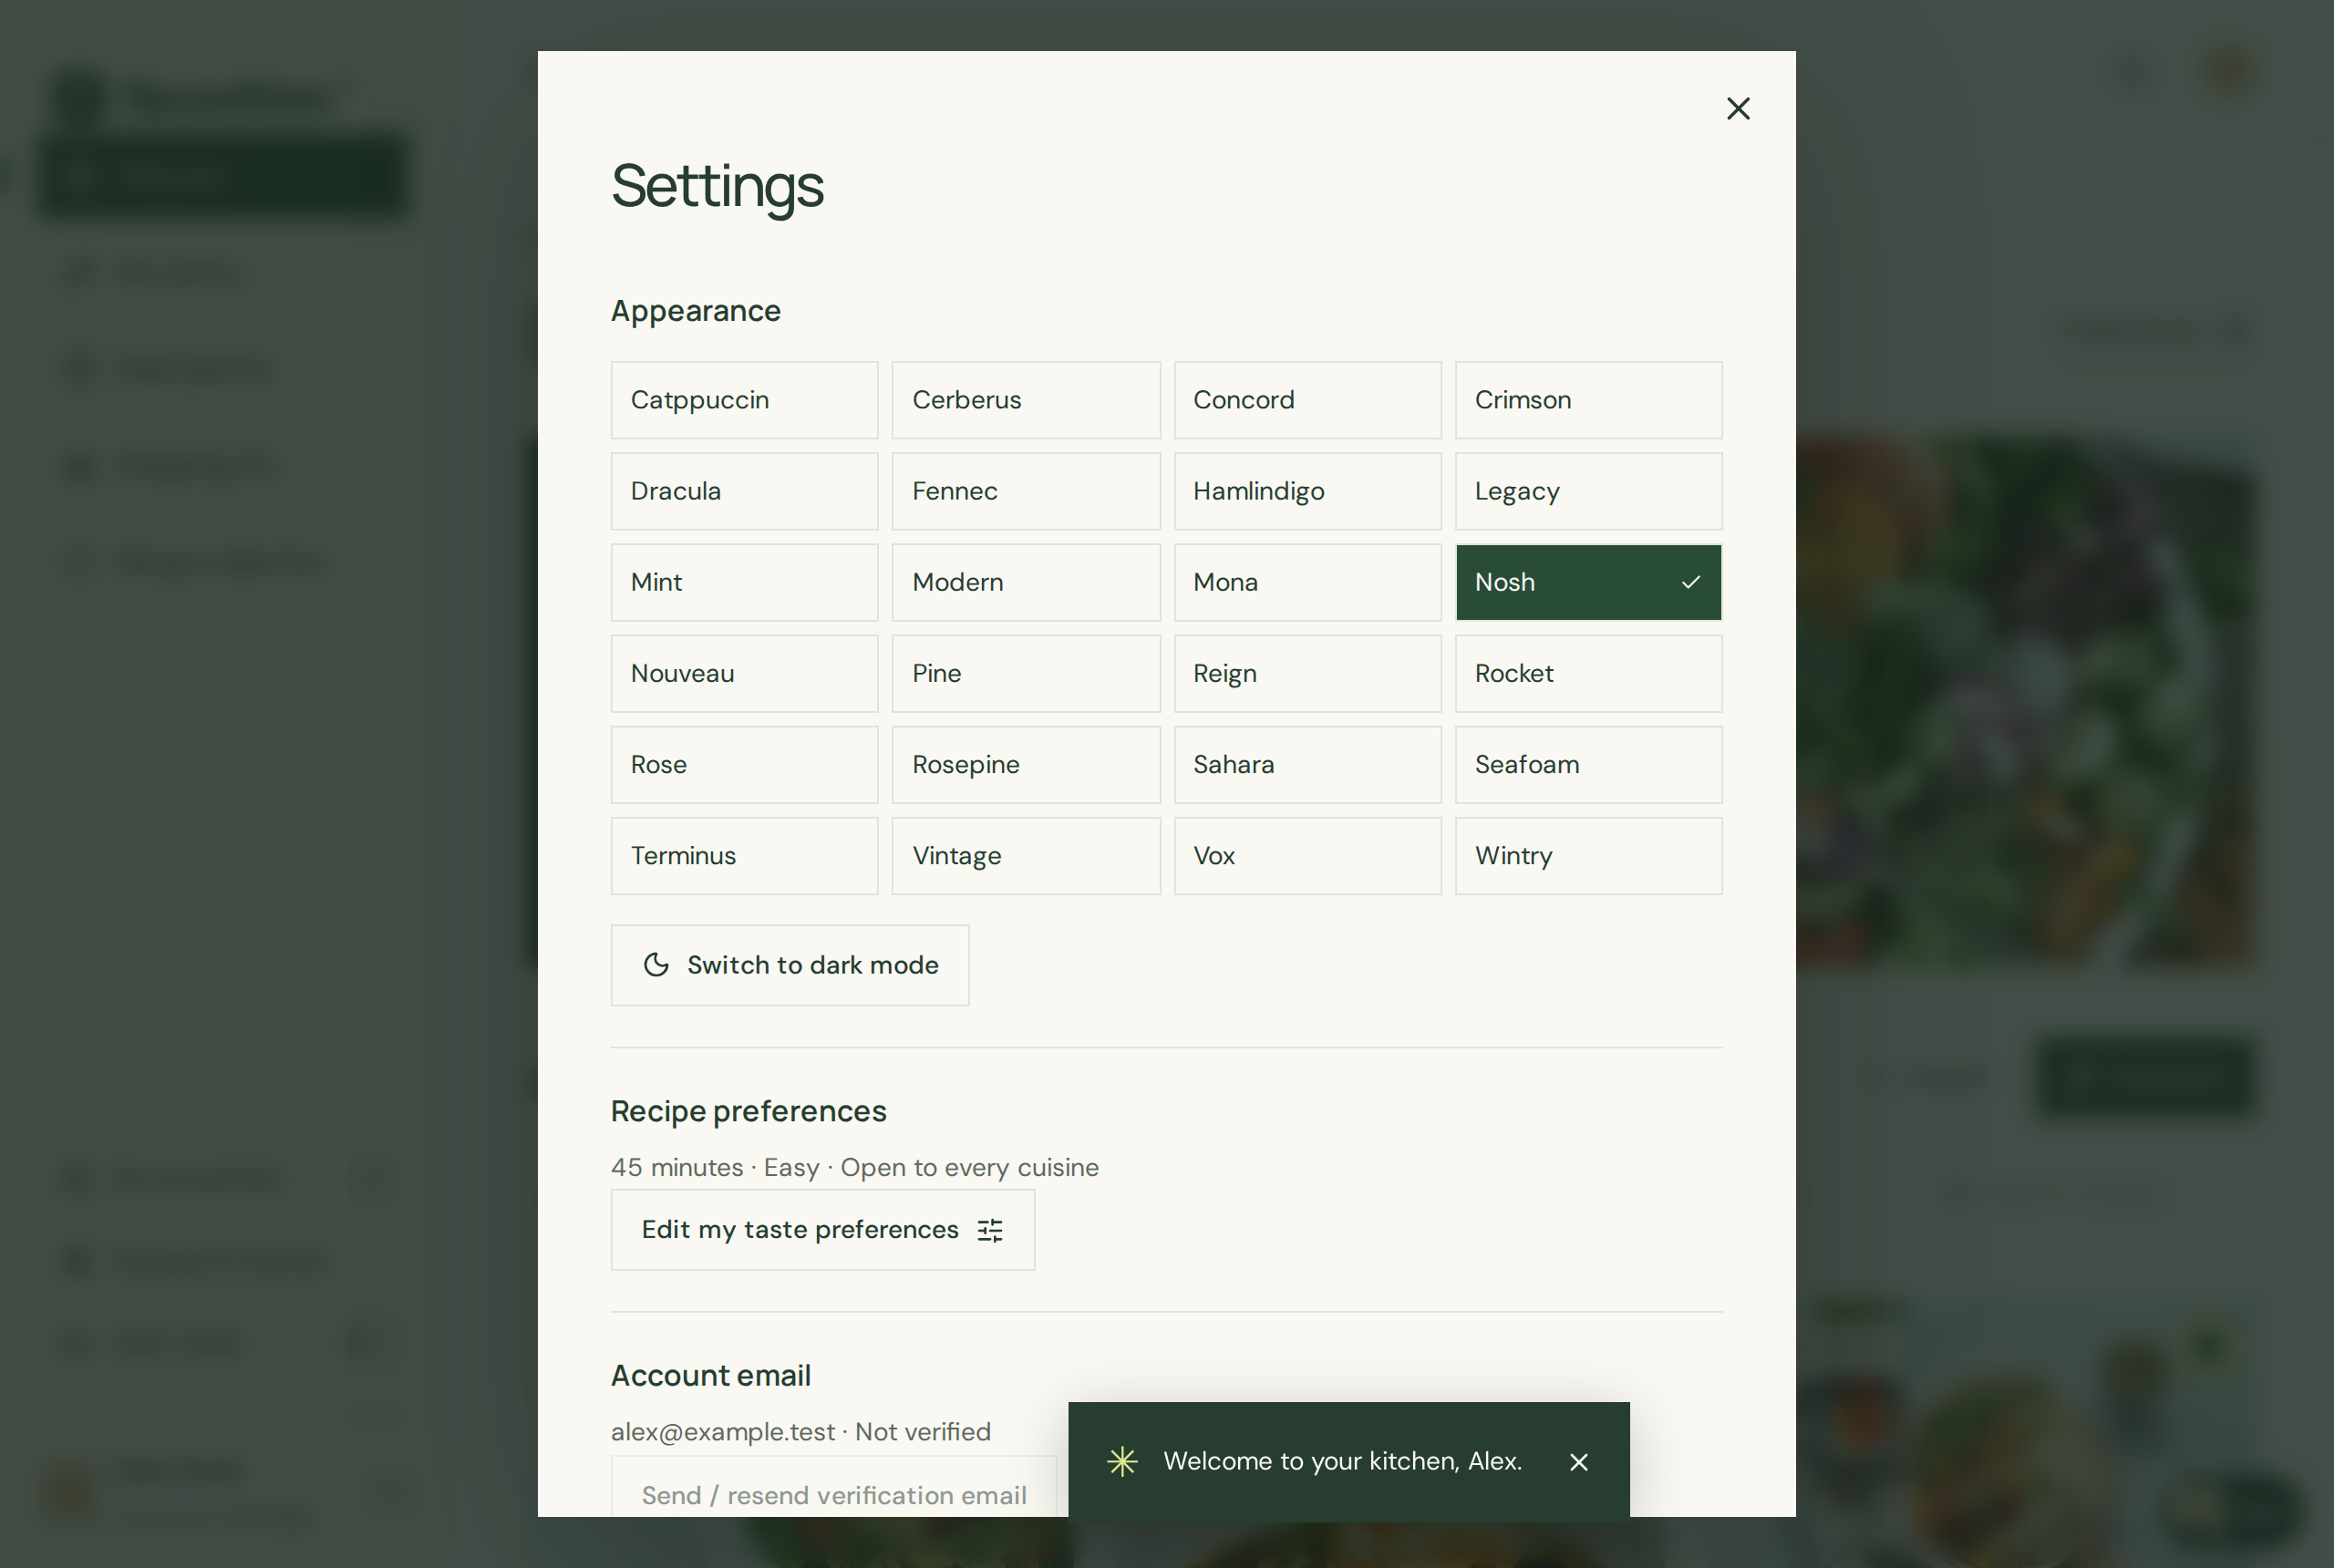 Settings
Appearance
Catppuccin Cerberus Concord Crimson
Dracula Fennec Hamlindigo Legacy
Mint Modern Mona Nosh
Nouveau Pine Reign Rocket
Rose Rosepine Sahara Seafoam
Terminus Vintage Vox Wintry
Switch to dark mode
Recipe preferences
45 minutes · Easy · Open to every cuisine
Edit my taste preferences
Account email
alex@example.test · Not verified
Send / resend verification email
Welcome to your kitchen, Alex.